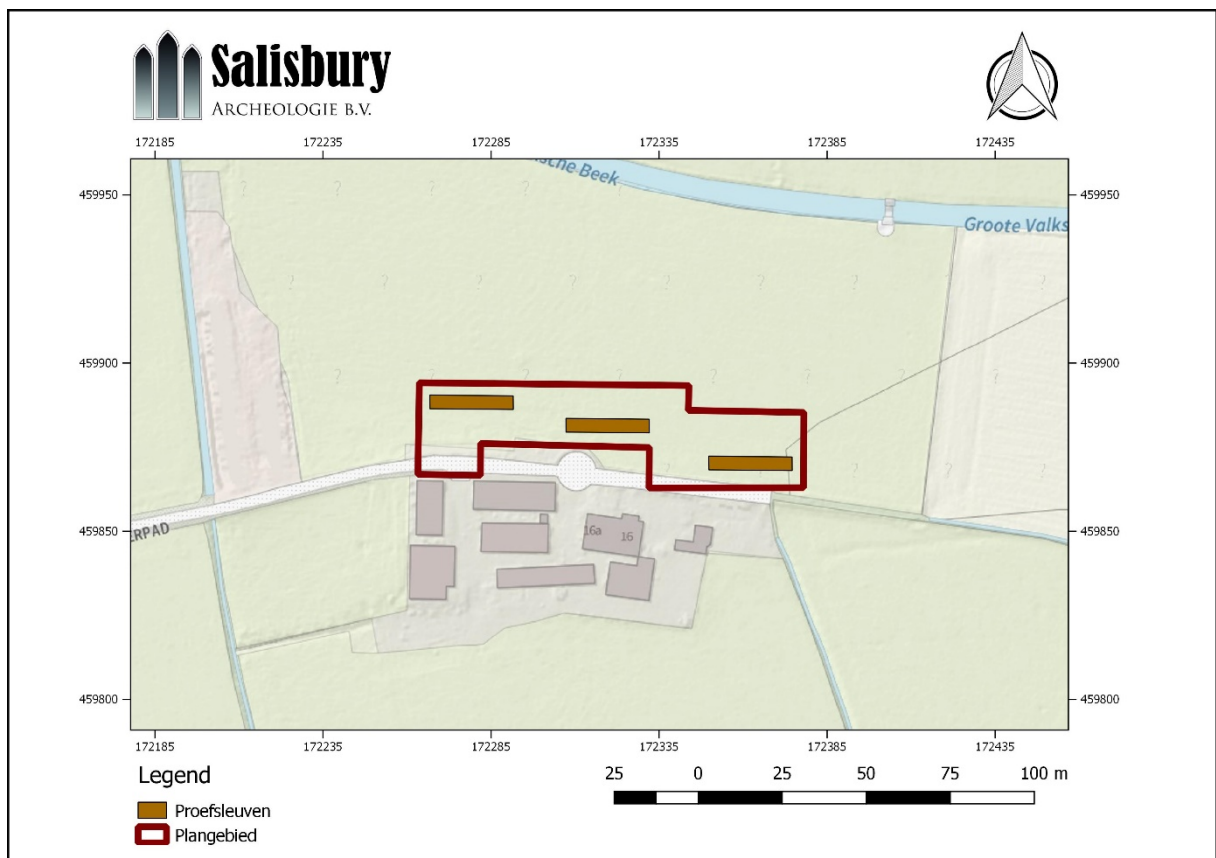 Salisbury
ARCHEOLOGIE B.V.
172185 172235 172285 172335 172385 172435
459950 459950
sche Beek
Groote Valks
? ? ? ? ? ? ? ?
? ? ? ? ? ? ?
459900 459900
? ? ? ? ? ?
? ?
459850 459850
ERPAD
16a 16
459800 459800
172185 172235 172285 172335 172385 172435
Legend
Proefsleuven
Plangebied
25 0 25 50 75 100 m